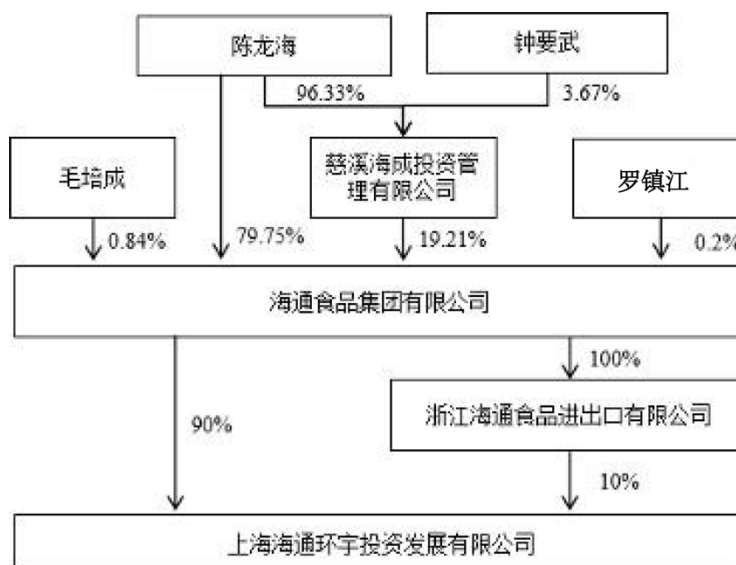 陈龙海
钟要武
96.33%
3.67%
毛培成
慈溪海成投资管
理有限公司
罗镇江
0.84%
79.75%
19.21%
0.2%
海通食品集团有限公司
100%
90%
浙江海通食品进出口有限公司
10%
上海海通环宇投资发展有限公司